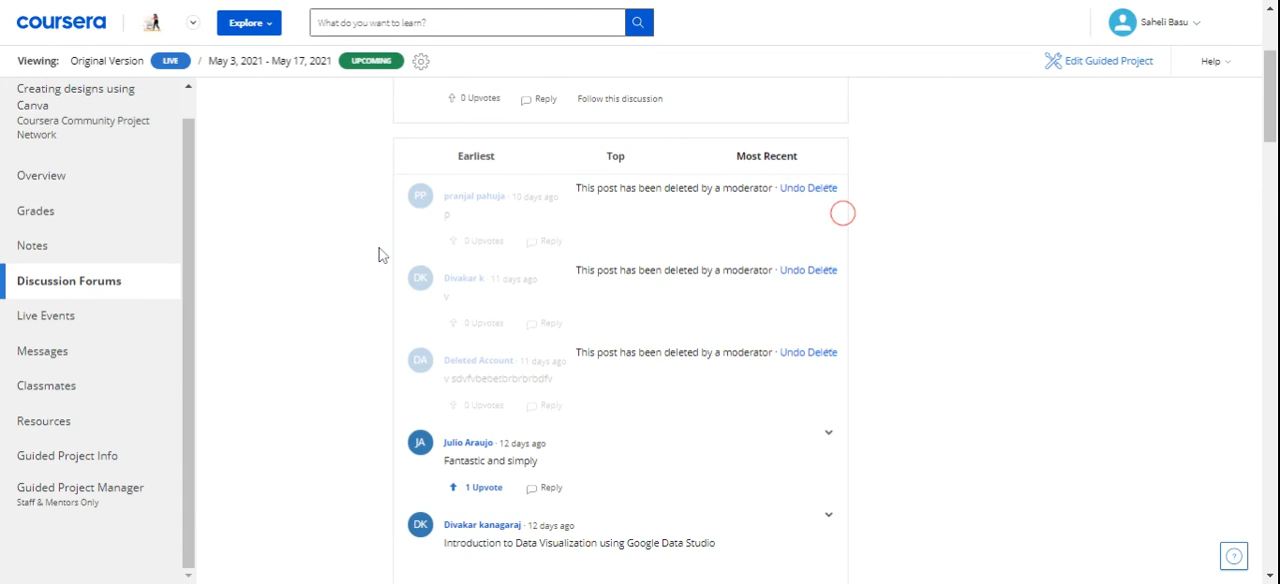 coursera
Explore
What do you want to learn?
Saheli Basu
Viewing: Original Version LIVE / May 3, 2021 - May 17, 2021 UPCOMING
Edit Guided Project
Help
Creating designs using
Canva
Coursera Community Project
Network
Overview
Grades
Notes
Discussion Forums
Live Events
Messages
Classmates
Resources
Guided Project Info
Guided Project Manager
Staff & Mentors Only
0 Upvotes Reply Follow this discussion
Earliest Top Most Recent
PP pranjal pahuja · 10 days ago
This post has been deleted by a moderator · Undo Delete
p
0 Upvotes Reply
DK Divakar k · 11 days ago
This post has been deleted by a moderator · Undo Delete
v
0 Upvotes Reply
DA Deleted Account · 11 days ago
This post has been deleted by a moderator · Undo Delete
v sdvfvbebetbrbrbrbdfv
0 Upvotes Reply
JA Julio Araujo · 12 days ago
Fantastic and simply
1 Upvote Reply
DK Divakar kanagaraj · 12 days ago
Introduction to Data Visualization using Google Data Studio
?